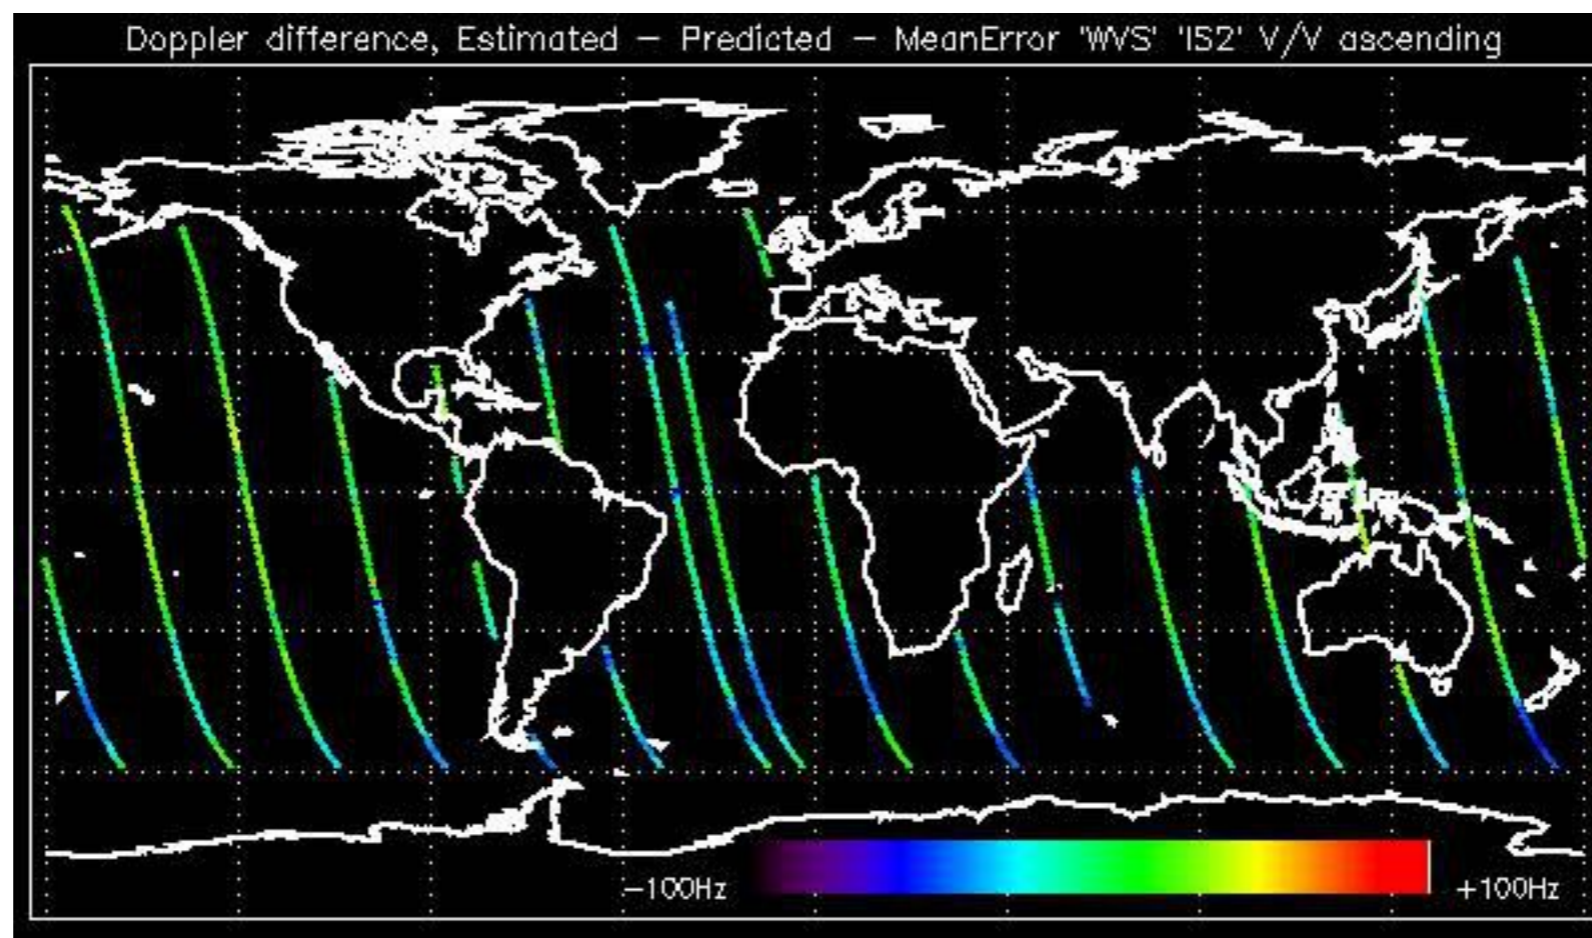 Doppler difference, Estimated – Predicted – MeanError 'WVS' 'IS2' V/V ascending
–100Hz
+100Hz